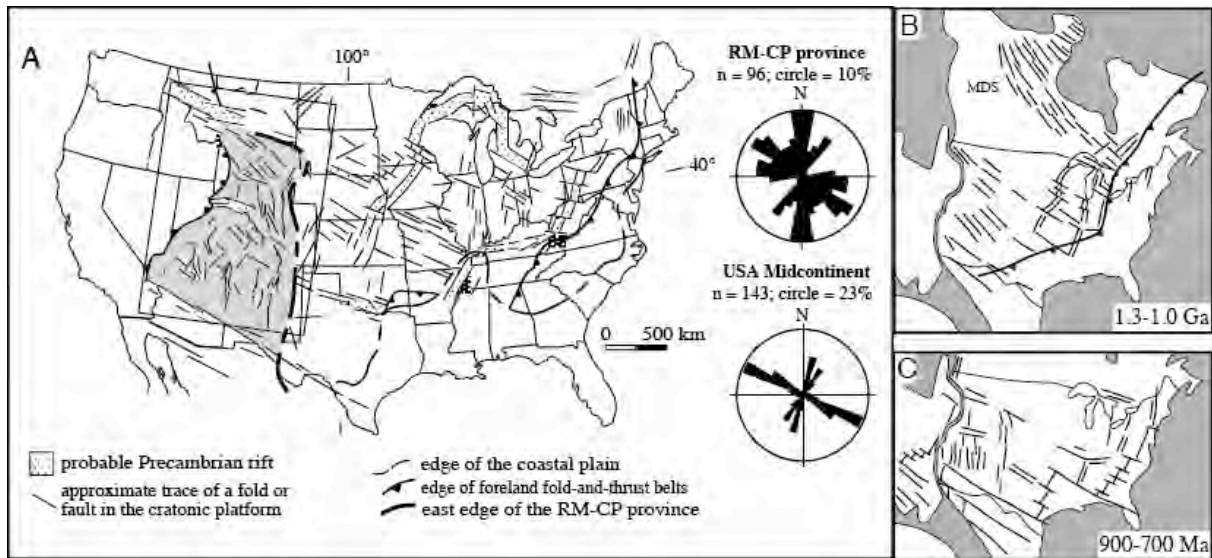 A
100°
40°
0 500 km
probable Precambrian rift
approximate trace of a fold or
fault in the cratonic platform
edge of the coastal plain
edge of foreland fold-and-thrust belts
east edge of the RM-CP province
RM-CP province
n = 96; circle = 10%
N
USA Midcontinent
n = 143; circle = 23%
N
B
MDS
1.3-1.0 Ga
C
900-700 Ma